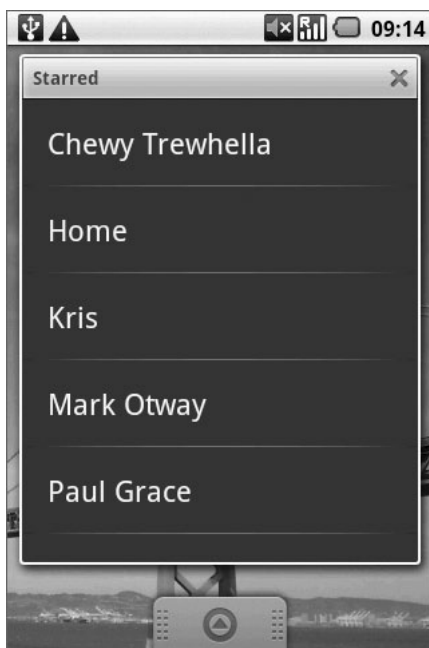 R
09:14
Starred
Chewy Trewhella
Home
Kris
Mark Otway
Paul Grace